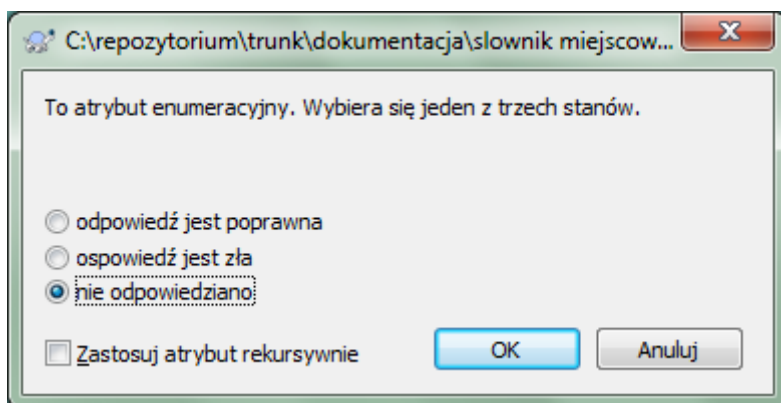 C:\repozytorium\trunk\dokumentacja\slownik miejscow...
To atrybut enumeracyjny. Wybiera się jeden z trzech stanów.
odpowiedź jest poprawna
ospowiedź jest zła
nie odpowiedziano
Zastosuj atrybut rekursywnie
OK
Anuluj